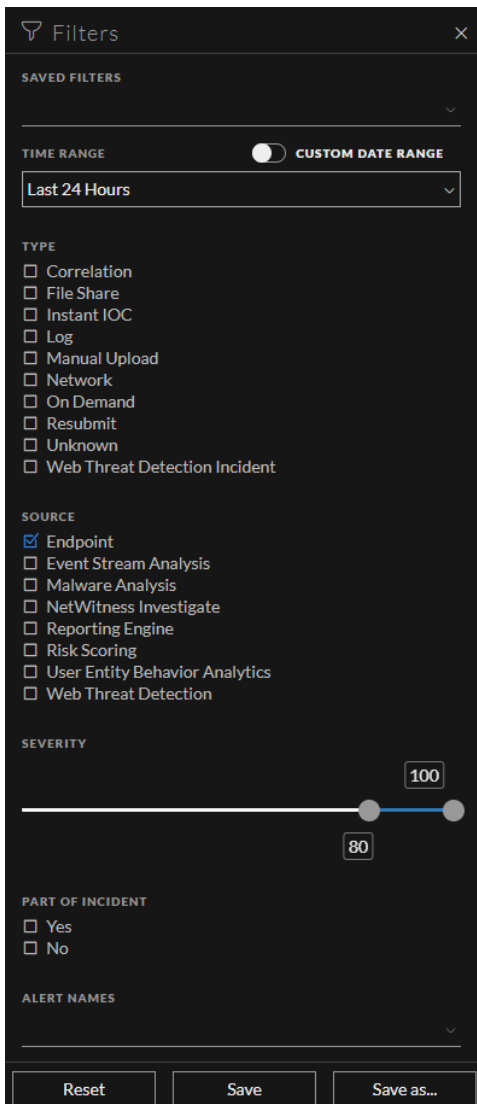 Filters
SAVED FILTERS
TIME RANGE CUSTOM DATE RANGE
Last 24 Hours
TYPE
Correlation
File Share
Instant IOC
Log
Manual Upload
Network
On Demand
Resubmit
Unknown
Web Threat Detection Incident
SOURCE
Endpoint
Event Stream Analysis
Malware Analysis
NetWitness Investigate
Reporting Engine
Risk Scoring
User Entity Behavior Analytics
Web Threat Detection
SEVERITY
100
80
PART OF INCIDENT
Yes
No
ALERT NAMES
Reset Save Save as...